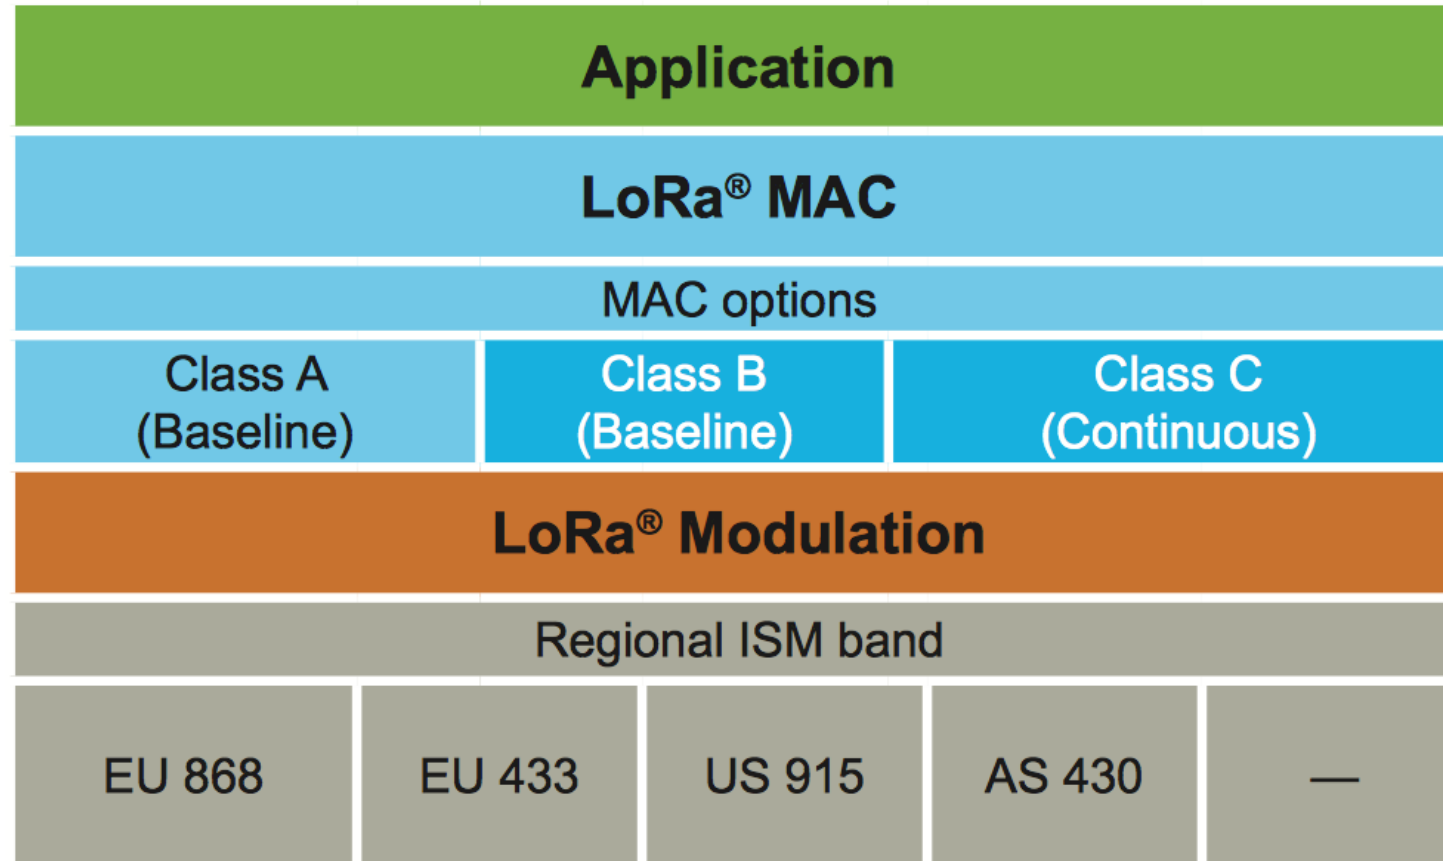 Application
LoRa® MAC
MAC options
Class A
(Baseline)
Class B
(Baseline)
Class C
(Continuous)
LoRa® Modulation
Regional ISM band
EU 868
EU 433
US 915
AS 430
—